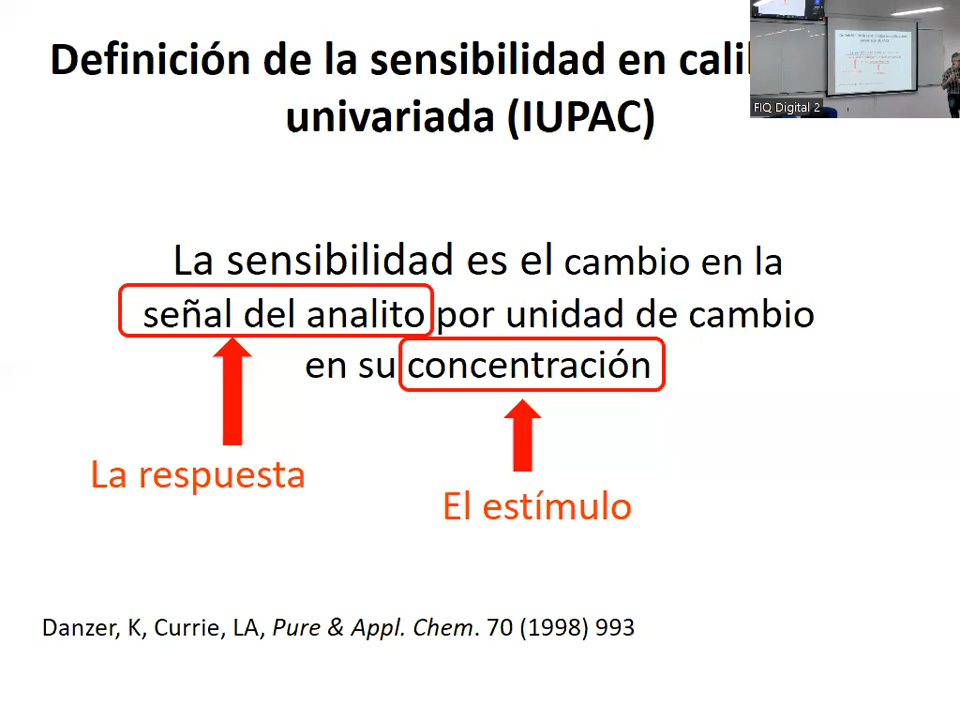 Definición de la sensibilidad en cali
univariada (IUPAC)
FIQ Digital 2
La sensibilidad es el cambio en la
señal del analito por unidad de cambio
en su concentración
La respuesta
El estímulo
Danzer, K, Currie, LA, Pure & Appl. Chem. 70 (1998) 993